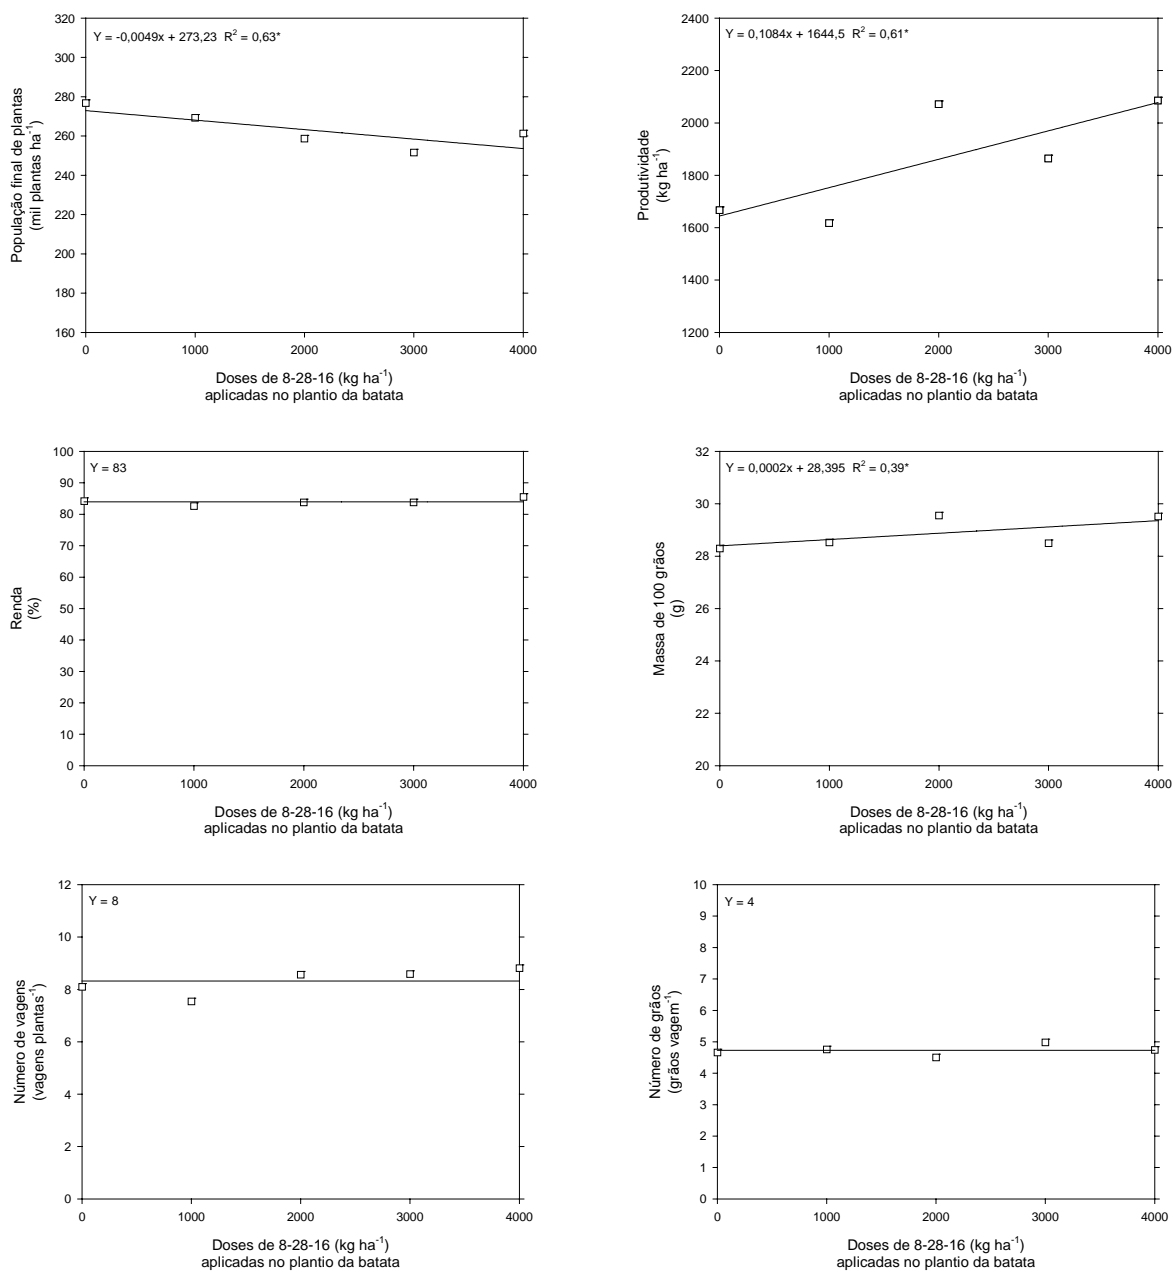 Y = -0,0049x + 273,23 R² = 0,63*
320
300
280
260
240
220
200
180
160
População final de plantas
(mil plantas ha⁻¹)
0 1000 2000 3000 4000
Doses de 8-28-16 (kg ha⁻¹)
aplicadas no plantio da batata
Y = 0,1084x + 1644,5 R² = 0,61*
2400
2200
2000
1800
1600
1400
1200
Produtividade
(kg ha⁻¹)
0 1000 2000 3000 4000
Doses de 8-28-16 (kg ha⁻¹)
aplicadas no plantio da batata
Y = 83
100
90
80
70
60
50
40
30
20
10
0
Renda
(%)
0 1000 2000 3000 4000
Doses de 8-28-16 (kg ha⁻¹)
aplicadas no plantio da batata
Y = 0,0002x + 28,395 R² = 0,39*
32
30
28
26
24
22
20
Massa de 100 grãos
(g)
0 1000 2000 3000 4000
Doses de 8-28-16 (kg ha⁻¹)
aplicadas no plantio da batata
Y = 8
12
10
8
6
4
2
0
Número de vagens
(vagens plantas⁻¹)
0 1000 2000 3000 4000
Doses de 8-28-16 (kg ha⁻¹)
aplicadas no plantio da batata
Y = 4
10
9
8
7
6
5
4
3
2
1
0
Número de grãos
(grãos vagem⁻¹)
0 1000 2000 3000 4000
Doses de 8-28-16 (kg ha⁻¹)
aplicadas no plantio da batata